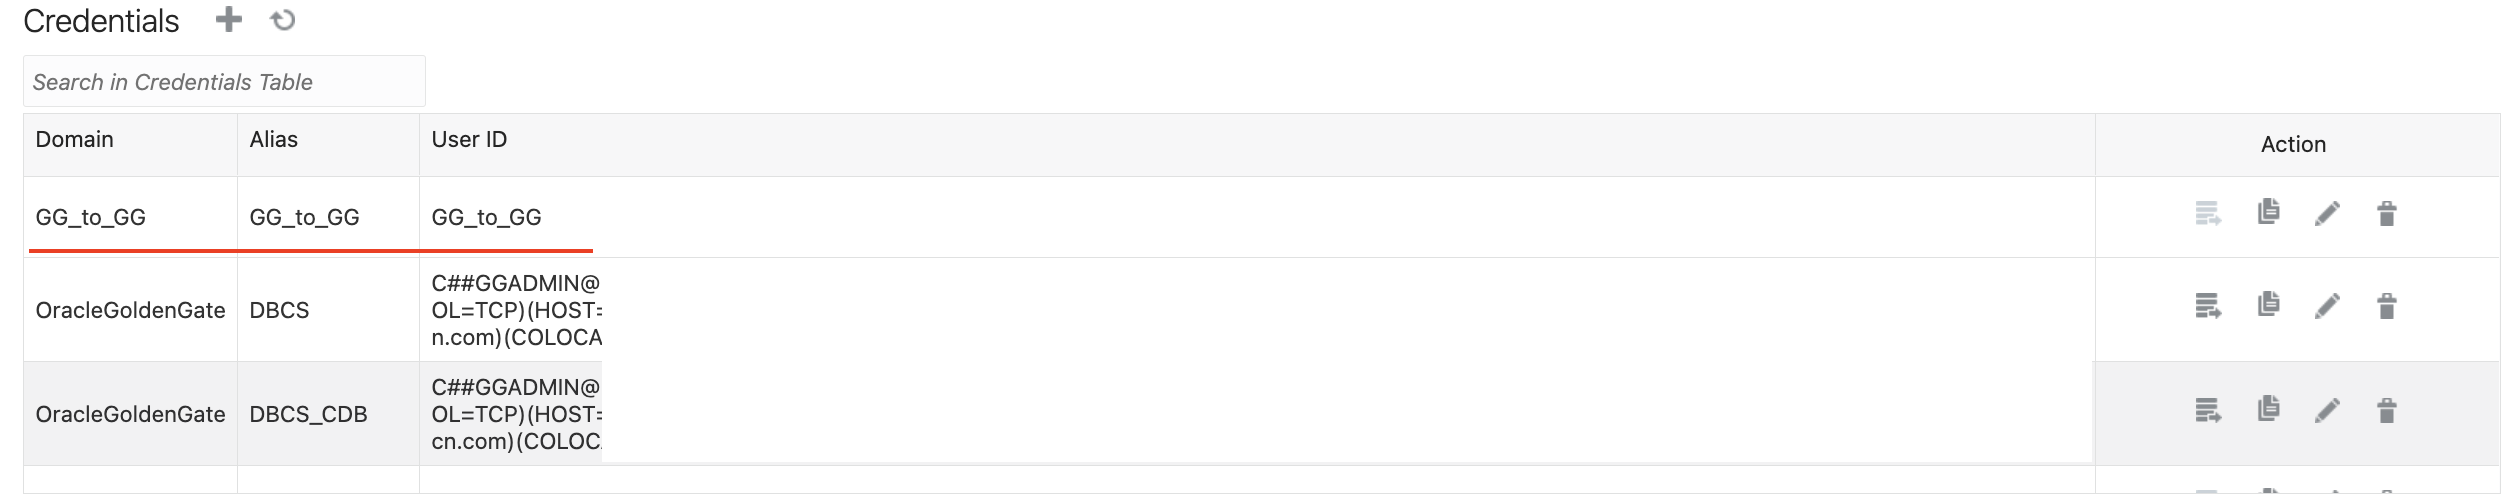 Credentials
Search in Credentials Table
Domain Alias User ID Action
GG_to_GG GG_to_GG GG_to_GG
C##GGADMIN@
OracleGoldenGate DBCS OL=TCP)(HOST=
n.com)(COLOCA
C##GGADMIN@
OracleGoldenGate DBCS_CDB OL=TCP)(HOST=
cn.com)(COLOC